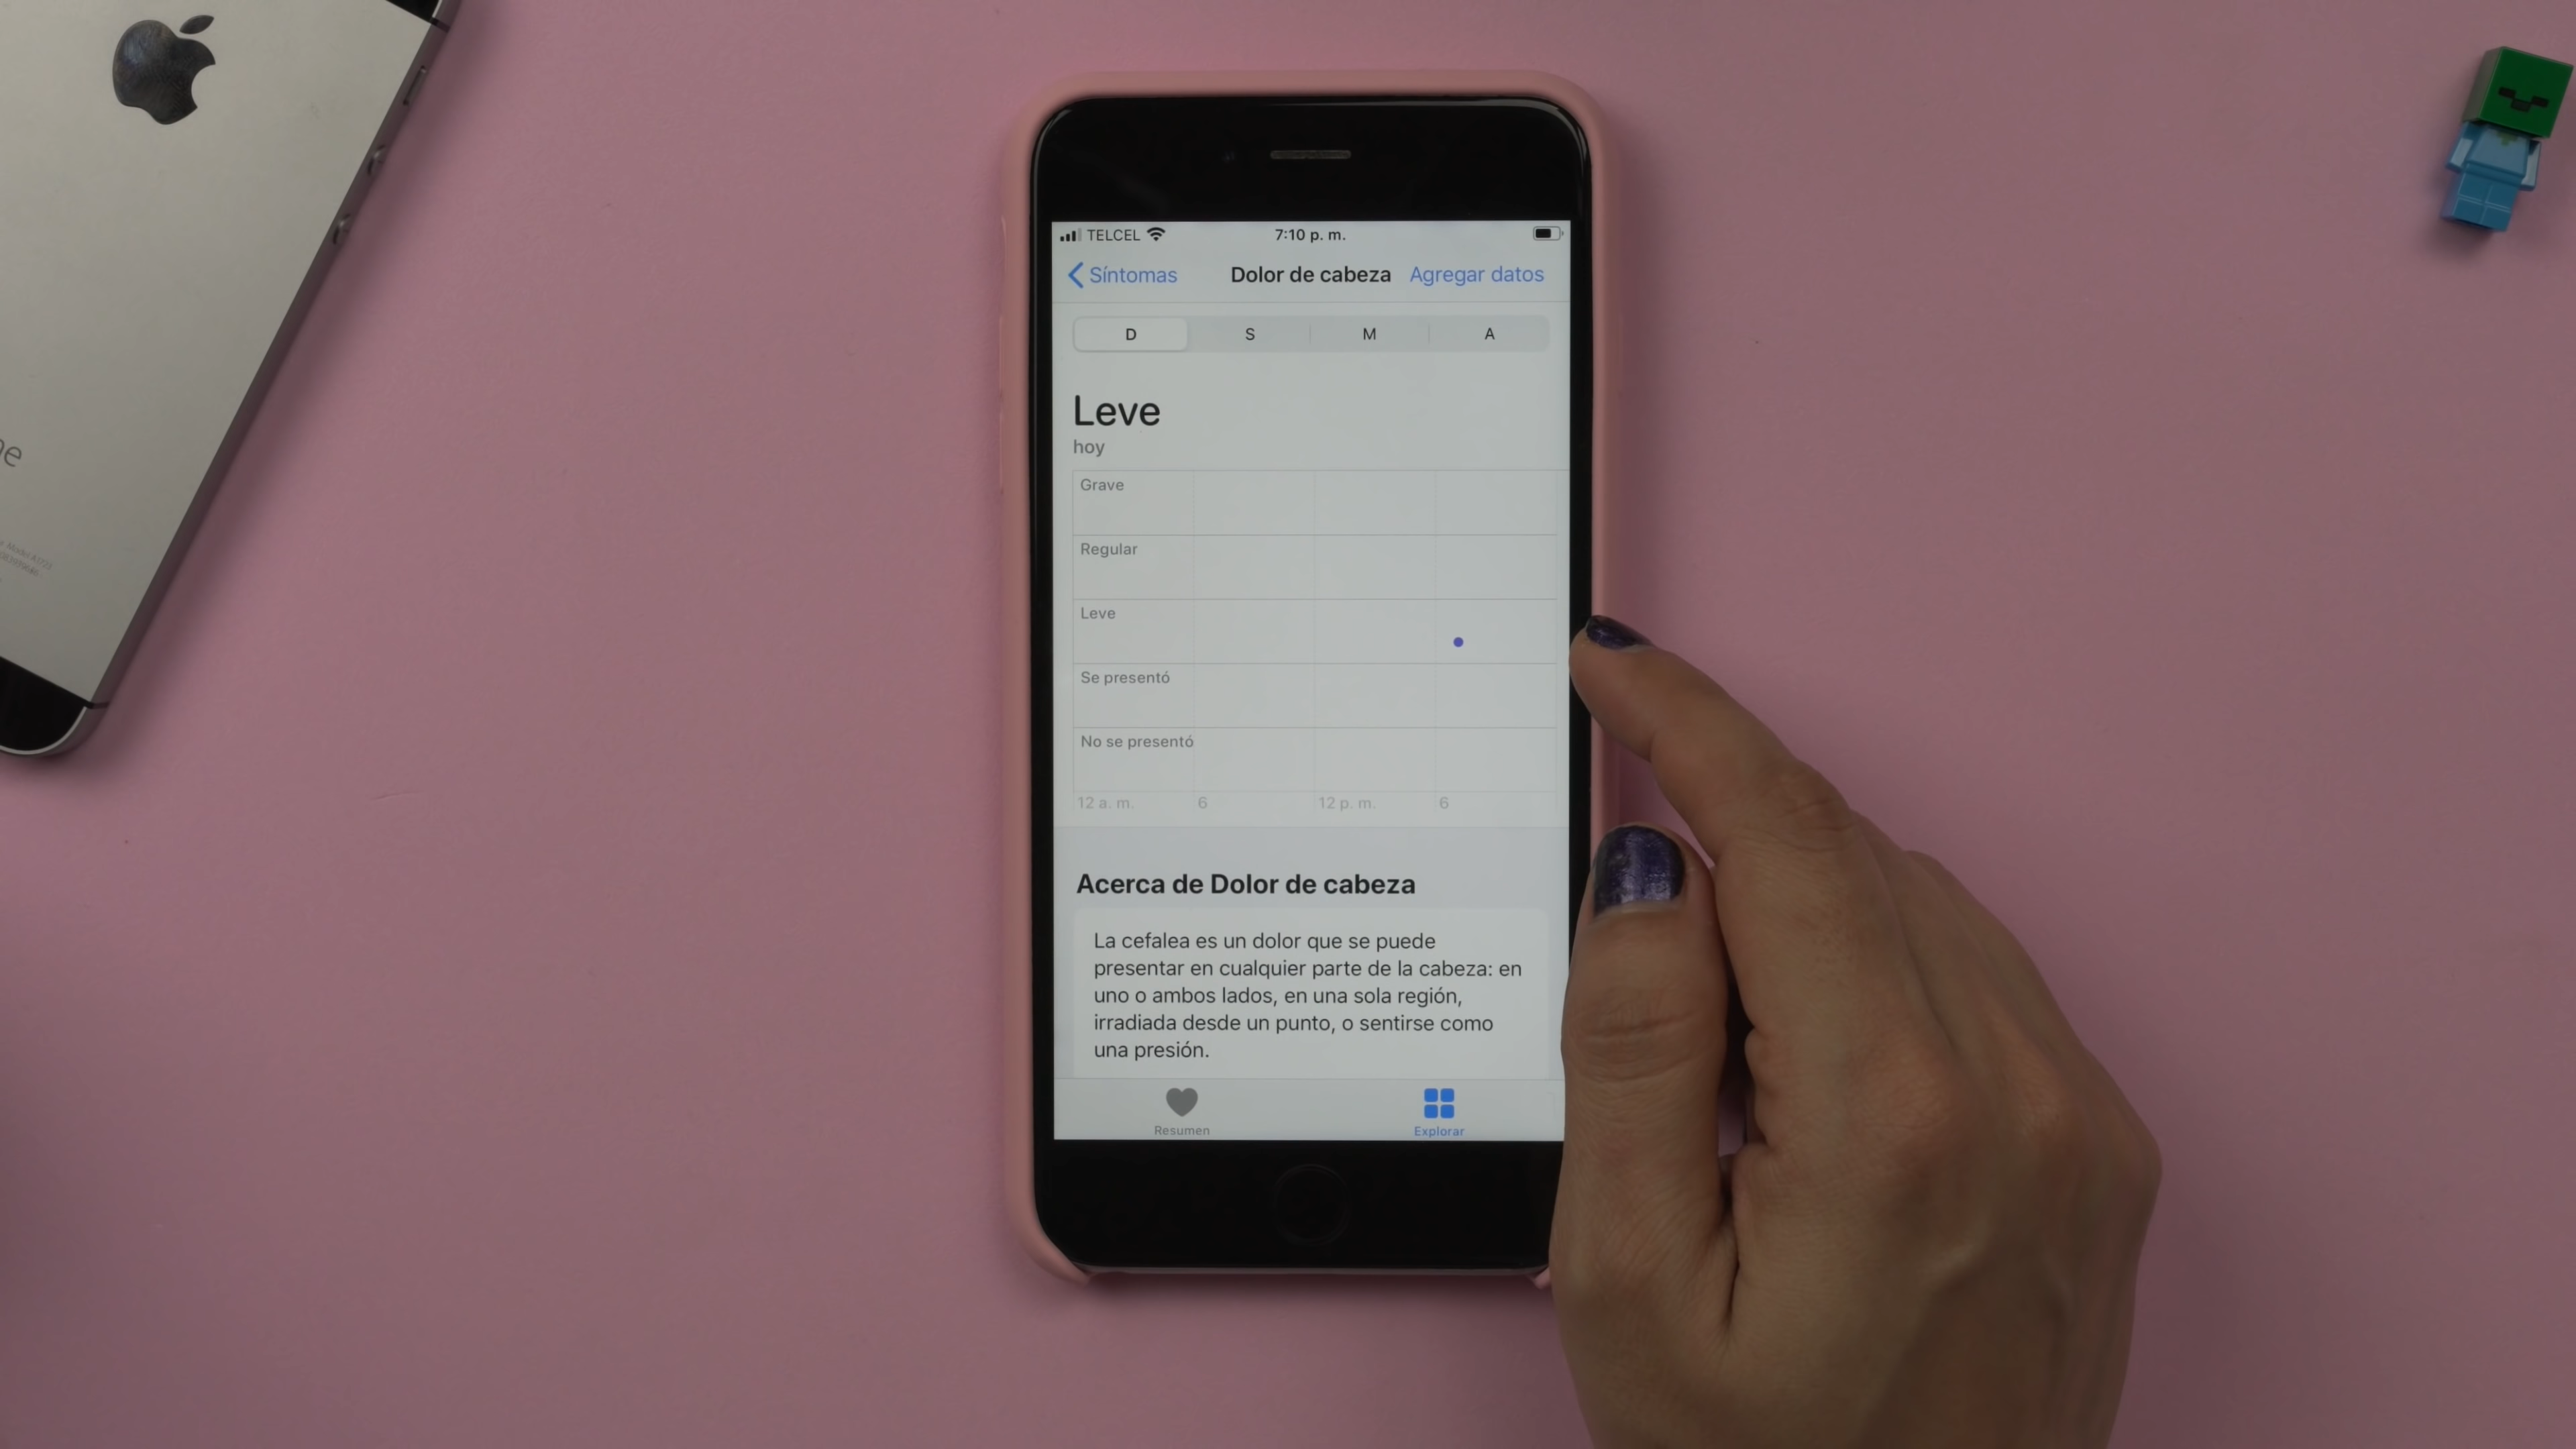 TELCEL 7:10 p. m.
Síntomas Dolor de cabeza Agregar datos
D S M A
Leve
hoy
Grave
Regular
Leve
Se presentó
No se presentó
12 a. m. 6 12 p. m. 6
Acerca de Dolor de cabeza
La cefalea es un dolor que se puede
presentar en cualquier parte de la cabeza: en
uno o ambos lados, en una sola región,
irradiada desde un punto, o sentirse como
una presión.
Resumen Explorar